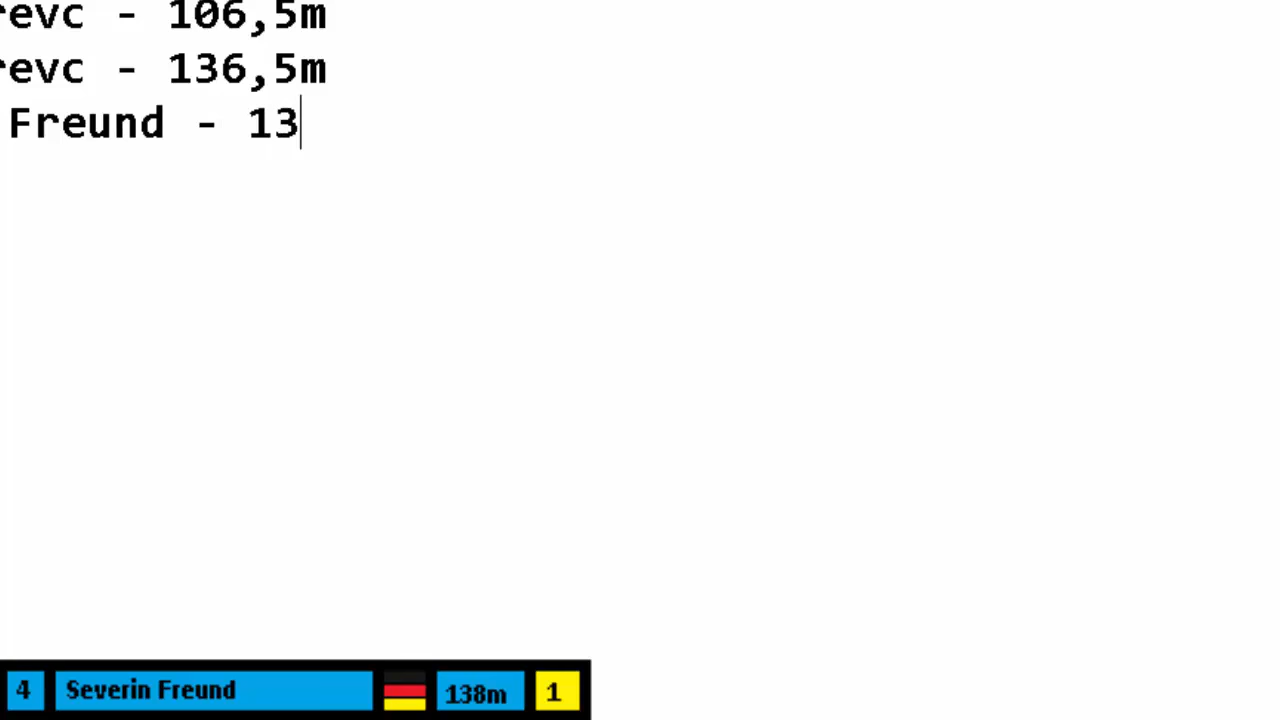 revc - 106,5m
revc - 136,5m
Freund - 13
4 Severin Freund 138m 1